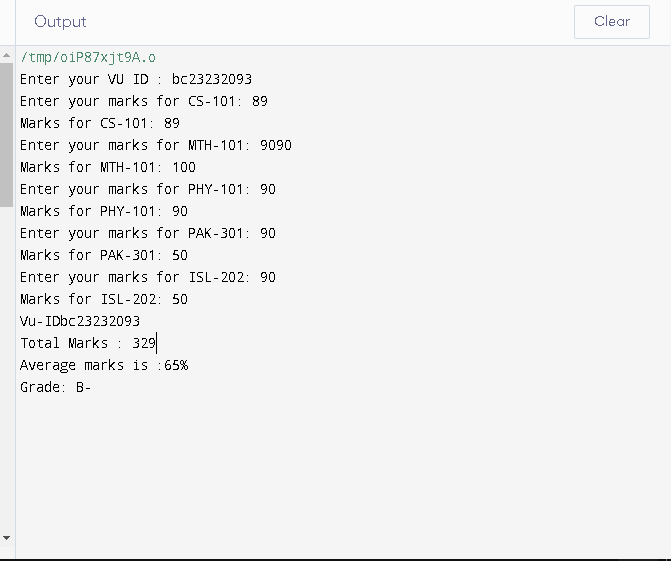 Output
Clear
/tmp/oiP87xjt9A.o
Enter your VU ID : bc23232093
Enter your marks for CS-101: 89
Marks for CS-101: 89
Enter your marks for MTH-101: 9090
Marks for MTH-101: 100
Enter your marks for PHY-101: 90
Marks for PHY-101: 90
Enter your marks for PAK-301: 90
Marks for PAK-301: 50
Enter your marks for ISL-202: 90
Marks for ISL-202: 50
Vu-IDbc23232093
Total Marks : 329
Average marks is :65%
Grade: B-